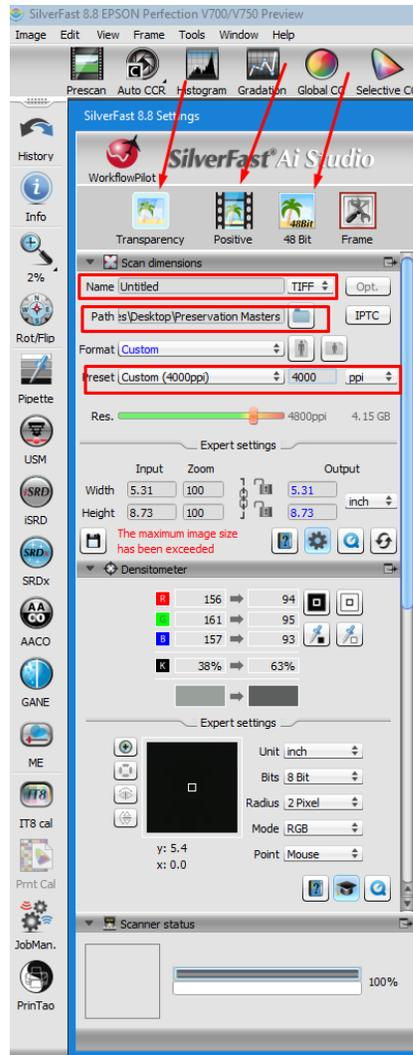 SilverFast 8.8 EPSON Perfection V700/V750 Preview
Image Edit View Frame Tools Window Help
Prescan Auto CCR Histogram Gradation Global CC Selective CC
SilverFast 8.8 Settings
History
WorkflowPilot
SilverFast® Ai Studio
Info
48Bit
Transparency Positive 48 Bit Frame
2%
Scan dimensions
Name Untitled TIFF Opt.
Rot/Flip
Path es\Desktop\Preservation Masters IPTC
Format Custom
Pipette
Preset Custom (4000ppi) 4000 ppi
Res. 4800ppi 4.15 GB
USM
Expert settings
Input Zoom Output
iSRD
Width 5.31 100 5.31
inch
Height 8.73 100 8.73
iSRD
The maximum image size
has been exceeded
SRDx
SRDx
Densitometer
R 156 94
G 161 95
AACO
B 157 93
AA
CO
K 38% 63%
GANE
Expert settings
ME
Unit inch
Bits 8 Bit
IT8
Radius 2 Pixel
IT8 cal
Mode RGB
y: 5.4
Point Mouse
x: 0.0
Prnt Cal
Scanner status
JobMan.
100%
PrinTao